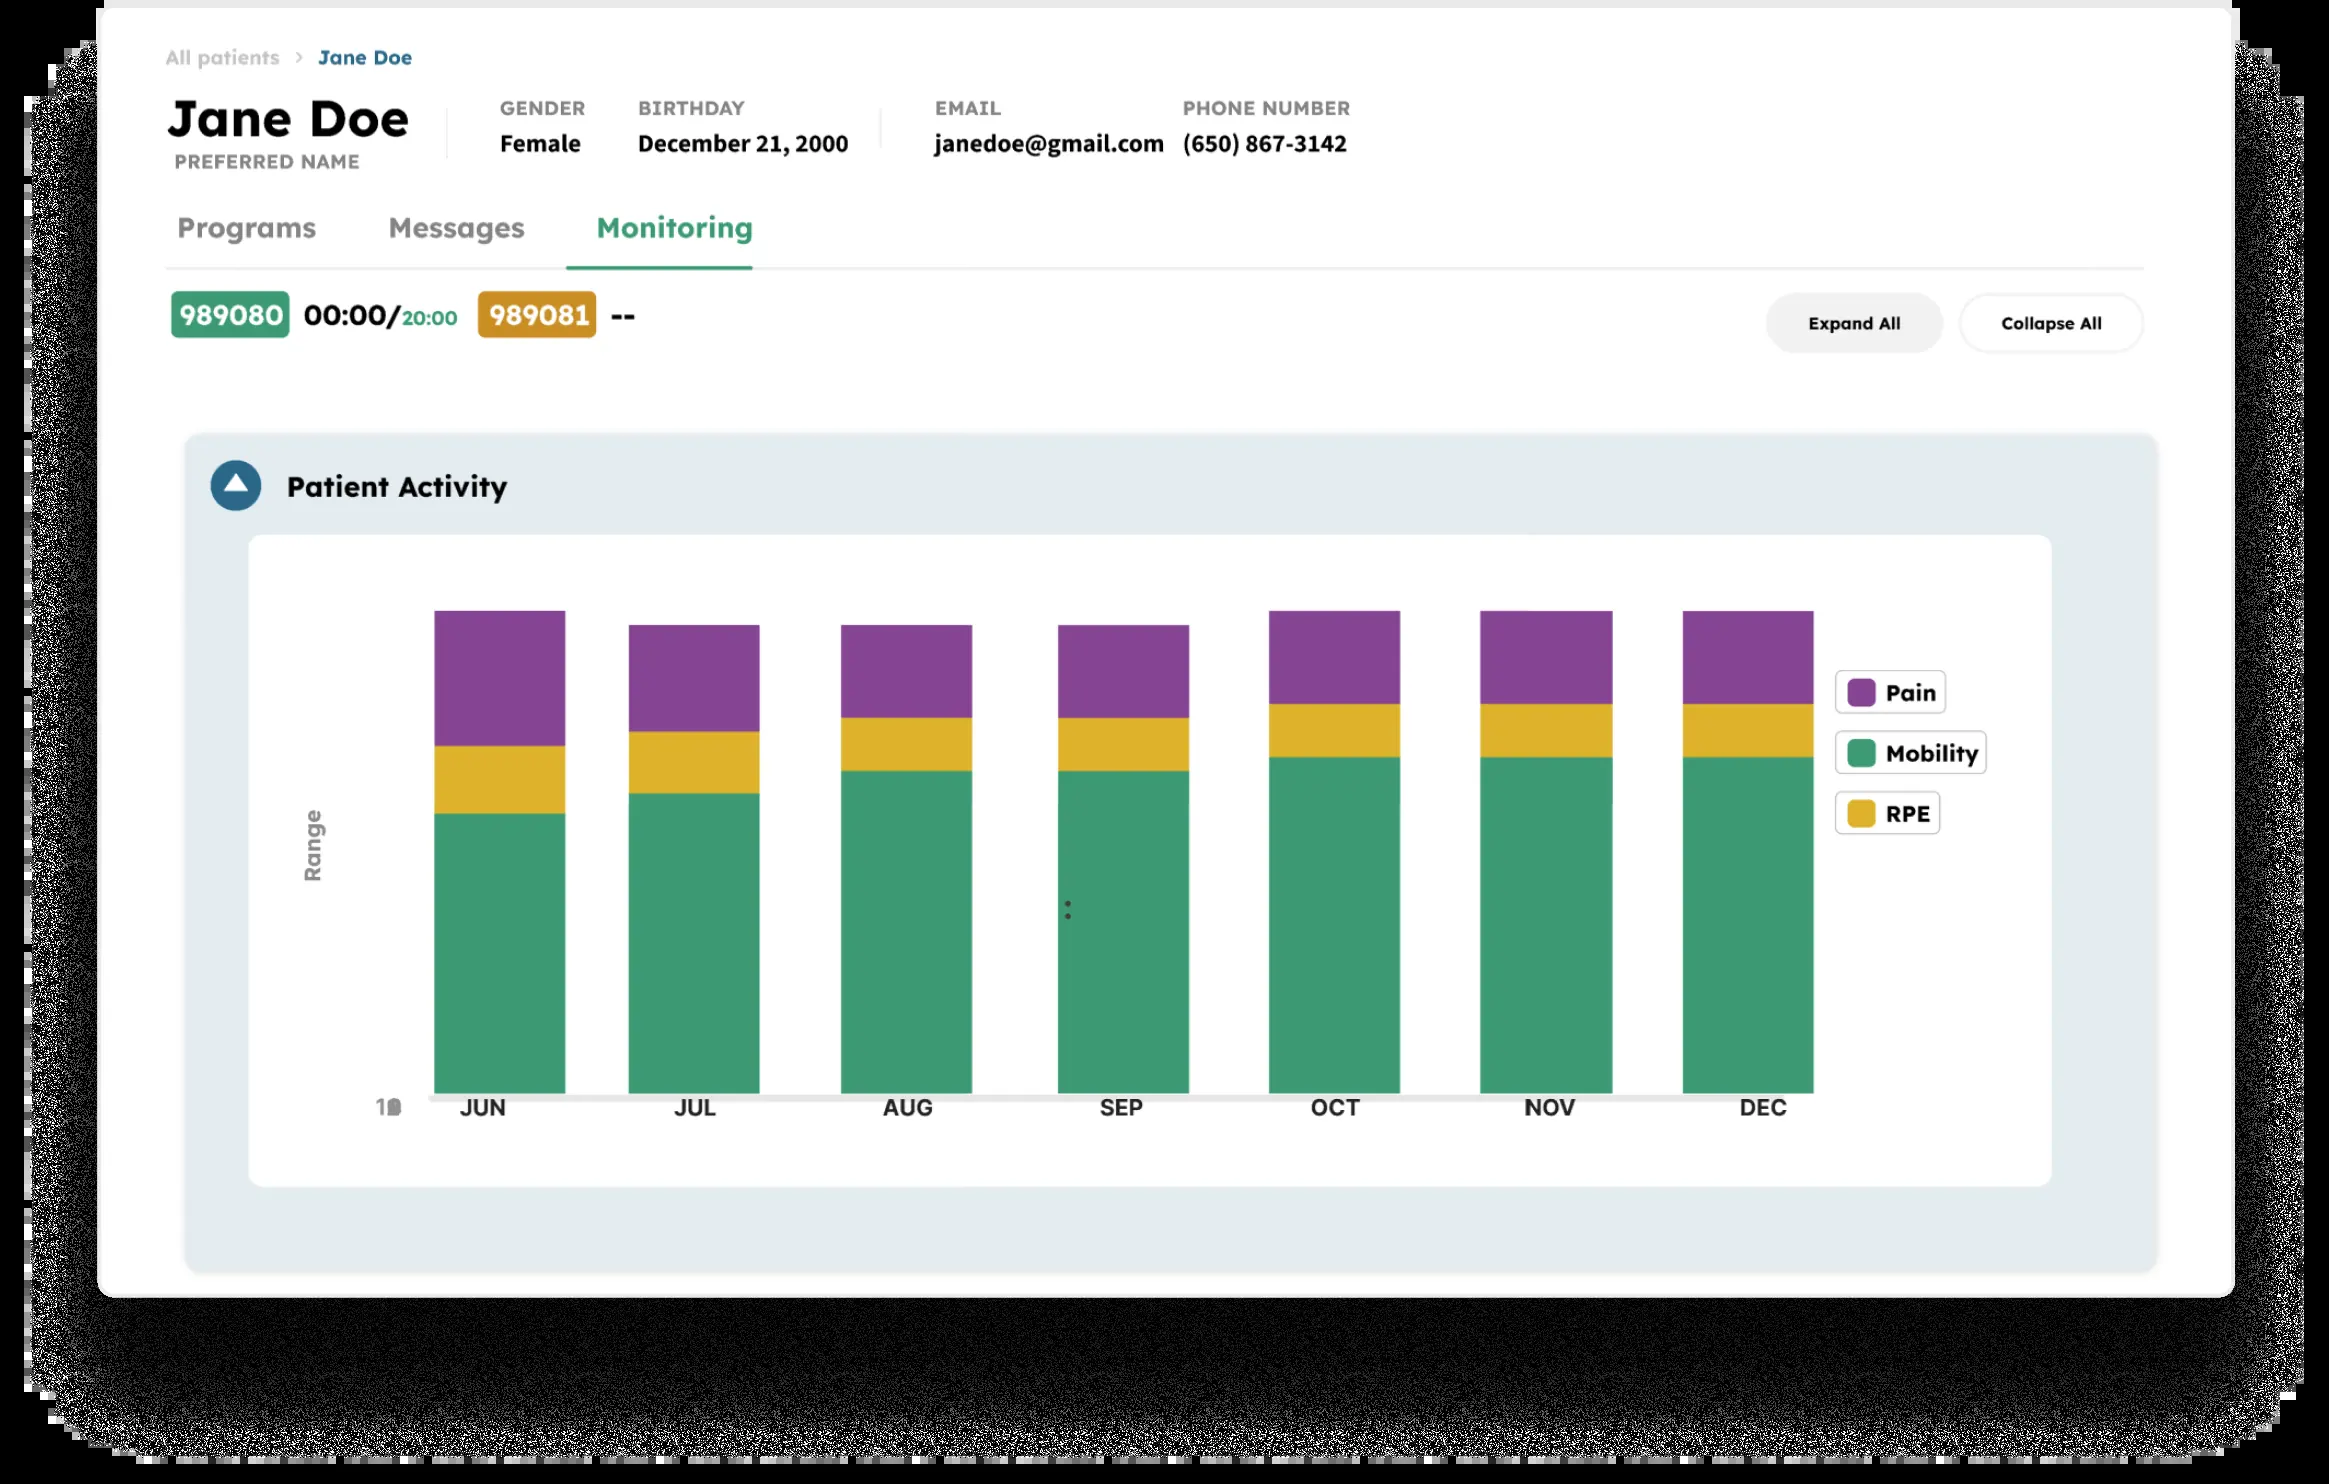 All patients > Jane Doe
Jane Doe
PREFERRED NAME
GENDER
Female
BIRTHDAY
December 21, 2000
EMAIL
janedoe@gmail.com
PHONE NUMBER
(650) 867-3142
Programs Messages Monitoring
989080 00:00/20:00 989081 --
Expand All Collapse All
Patient Activity
Range
Pain
Mobility
RPE
JUN JUL AUG SEP OCT NOV DEC